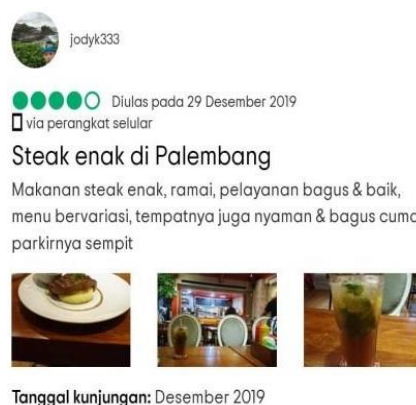 jodyk333
Diulas pada 29 Desember 2019
via perangkat selular
Steak enak di Palembang
Makanan steak enak, ramai, pelayanan bagus & baik,
menu bervariasi, tempatnya juga nyaman & bagus cuma
parkirnya sempit
Tanggal kunjungan: Desember 2019